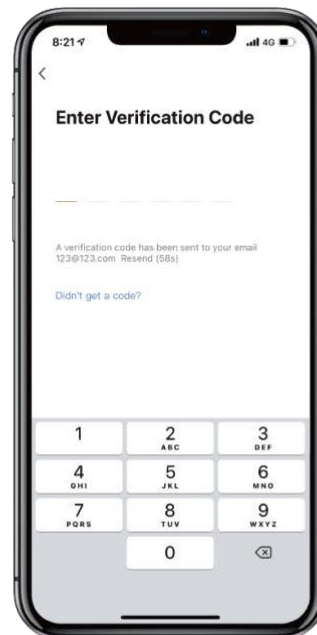 8:21 4G
Enter Verification Code
A verification code has been sent to your email
123@123.com Resend (58s)
Didn't get a code?
1 2 3
ABC DEF
4 5 6
GHI JKL MNO
7 8 9
PQRS TUV WXYZ
0